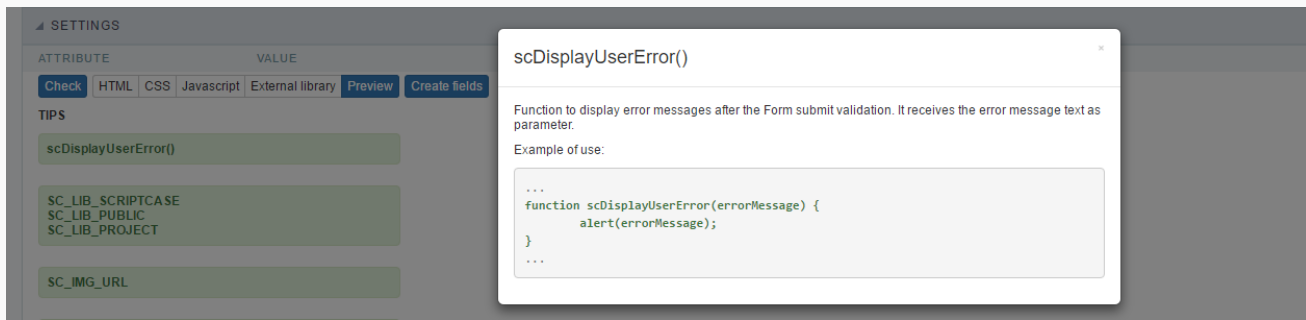 SETTINGS
ATTRIBUTE VALUE
Check HTML CSS Javascript External library Preview Create fields
TIPS
scDisplayUserError()
SC_LIB_SCRIPTCASE
SC_LIB_PUBLIC
SC_LIB_PROJECT
SC_IMG_URL
scDisplayUserError()
×
Function to display error messages after the Form submit validation. It receives the error message text as
parameter.
Example of use:
...
function scDisplayUserError(errorMessage) {
alert(errorMessage);
}
...